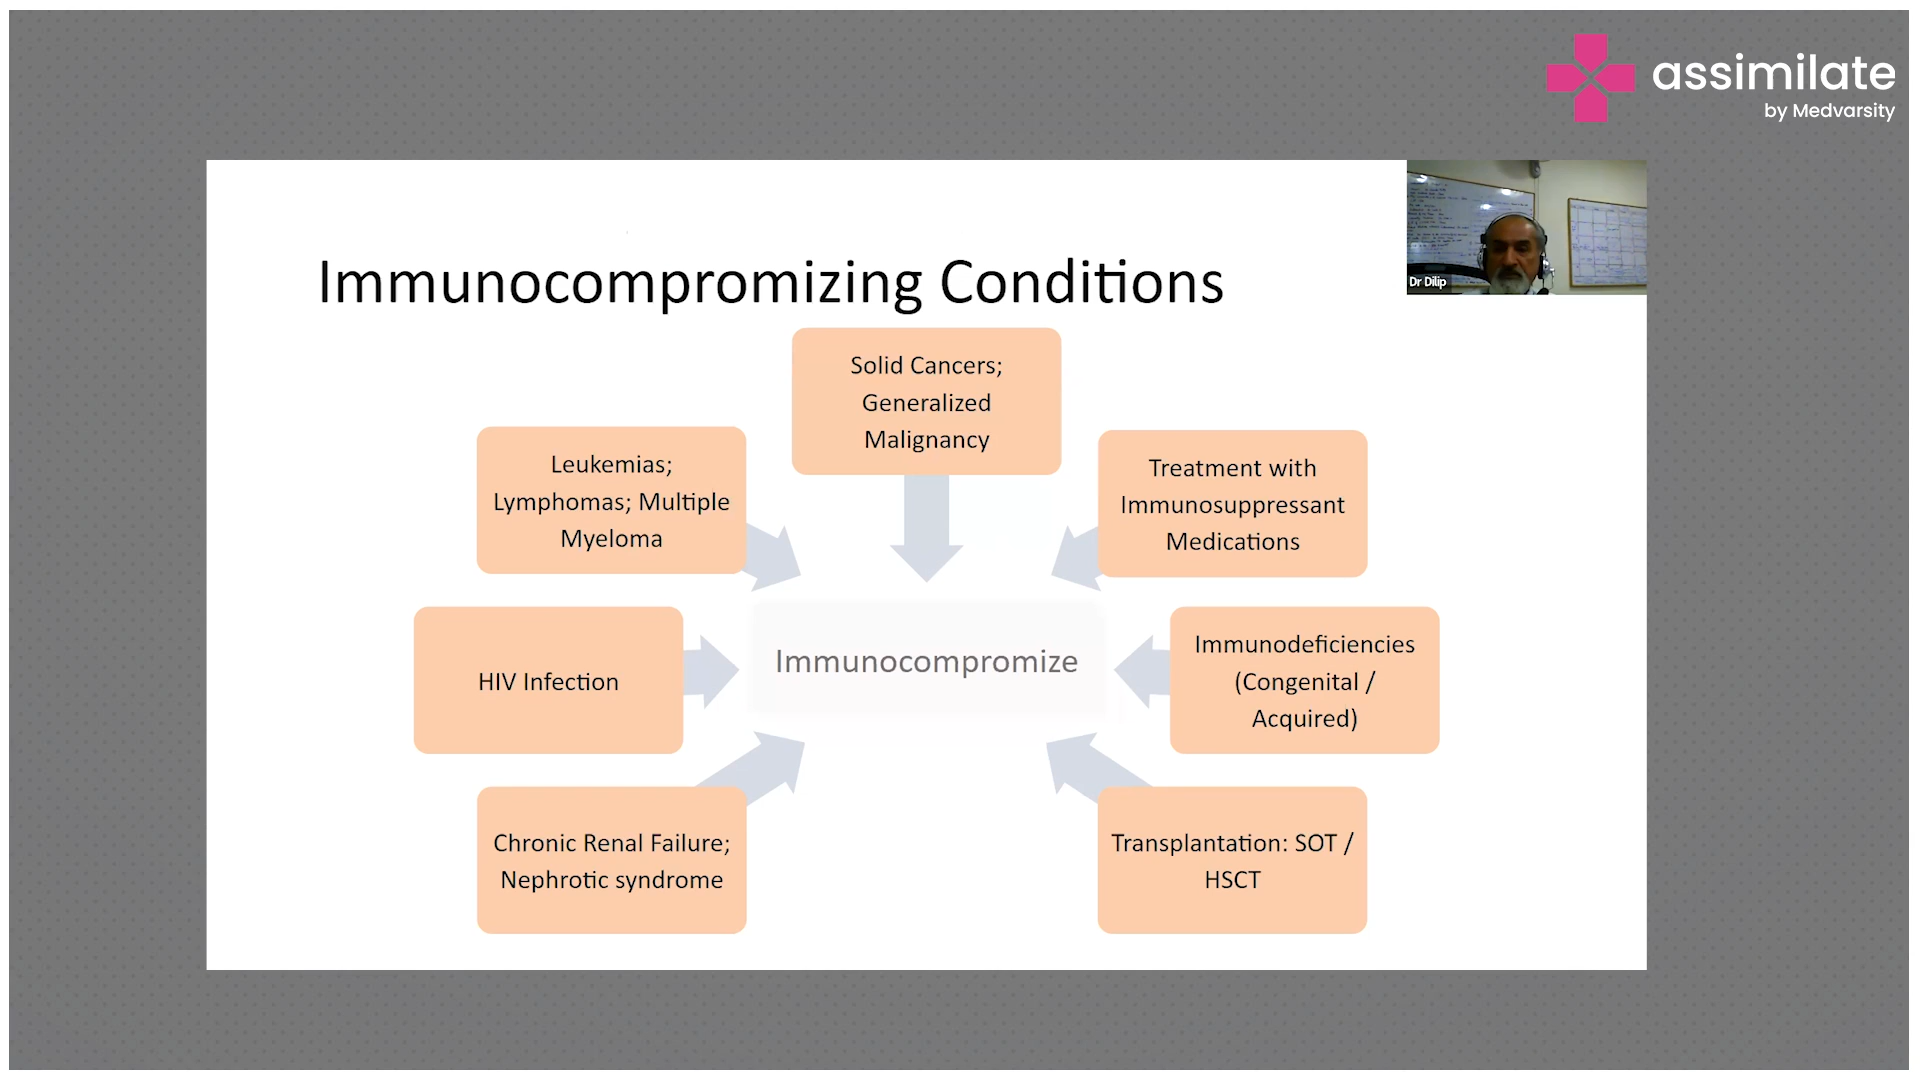 assimilate
by Medvarsity
Dr Dilip
Immunocompromizing Conditions
Solid Cancers;
Generalized
Malignancy
Leukemias;
Lymphomas; Multiple
Myeloma
Treatment with
Immunosuppressant
Medications
HIV Infection
Immunocompromize
Immunodeficiencies
(Congenital /
Acquired)
Chronic Renal Failure;
Nephrotic syndrome
Transplantation: SOT /
HSCT